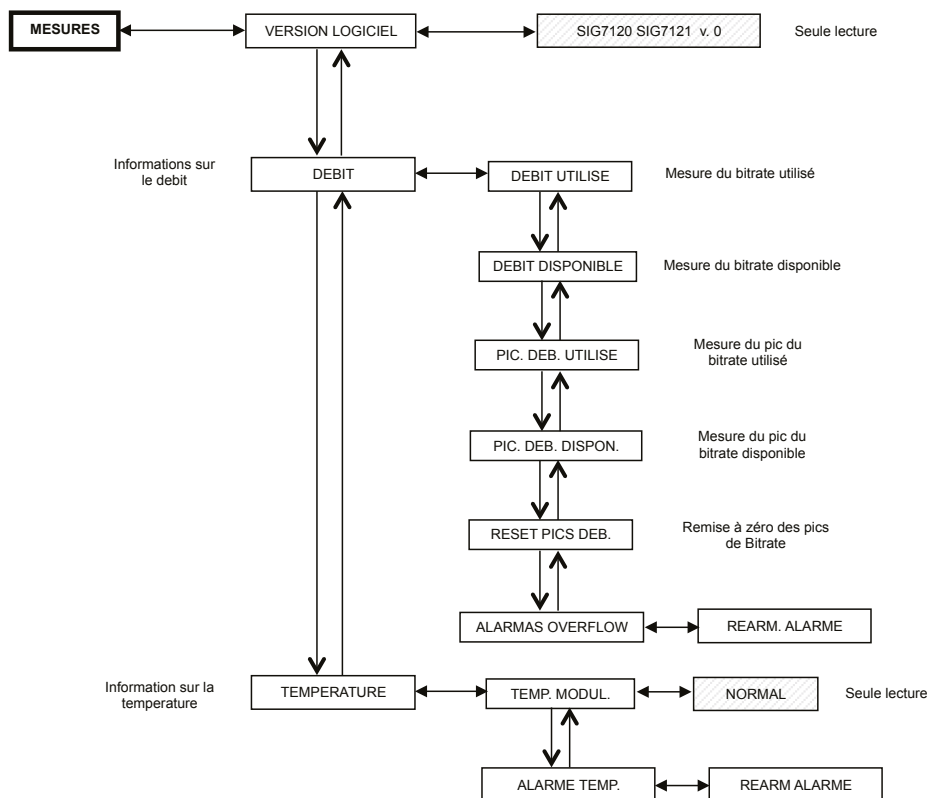 MESURES
VERSION LOGICIEL
SIG7120 SIG7121 v. 0
Seule lecture
Informations sur
le debit
DEBIT
DEBIT UTILISE
Mesure du bitrate utilisé
DEBIT DISPONIBLE
Mesure du bitrate disponible
PIC. DEB. UTILISE
Mesure du pic du
bitrate utilisé
PIC. DEB. DISPON.
Mesure du pic du
bitrate disponible
RESET PICS DEB.
Remise à zéro des pics
de Bitrate
ALARMAS OVERFLOW
REARM. ALARME
Information sur la
temperature
TEMPERATURE
TEMP. MODUL.
NORMAL
Seule lecture
ALARME TEMP.
REARM ALARME